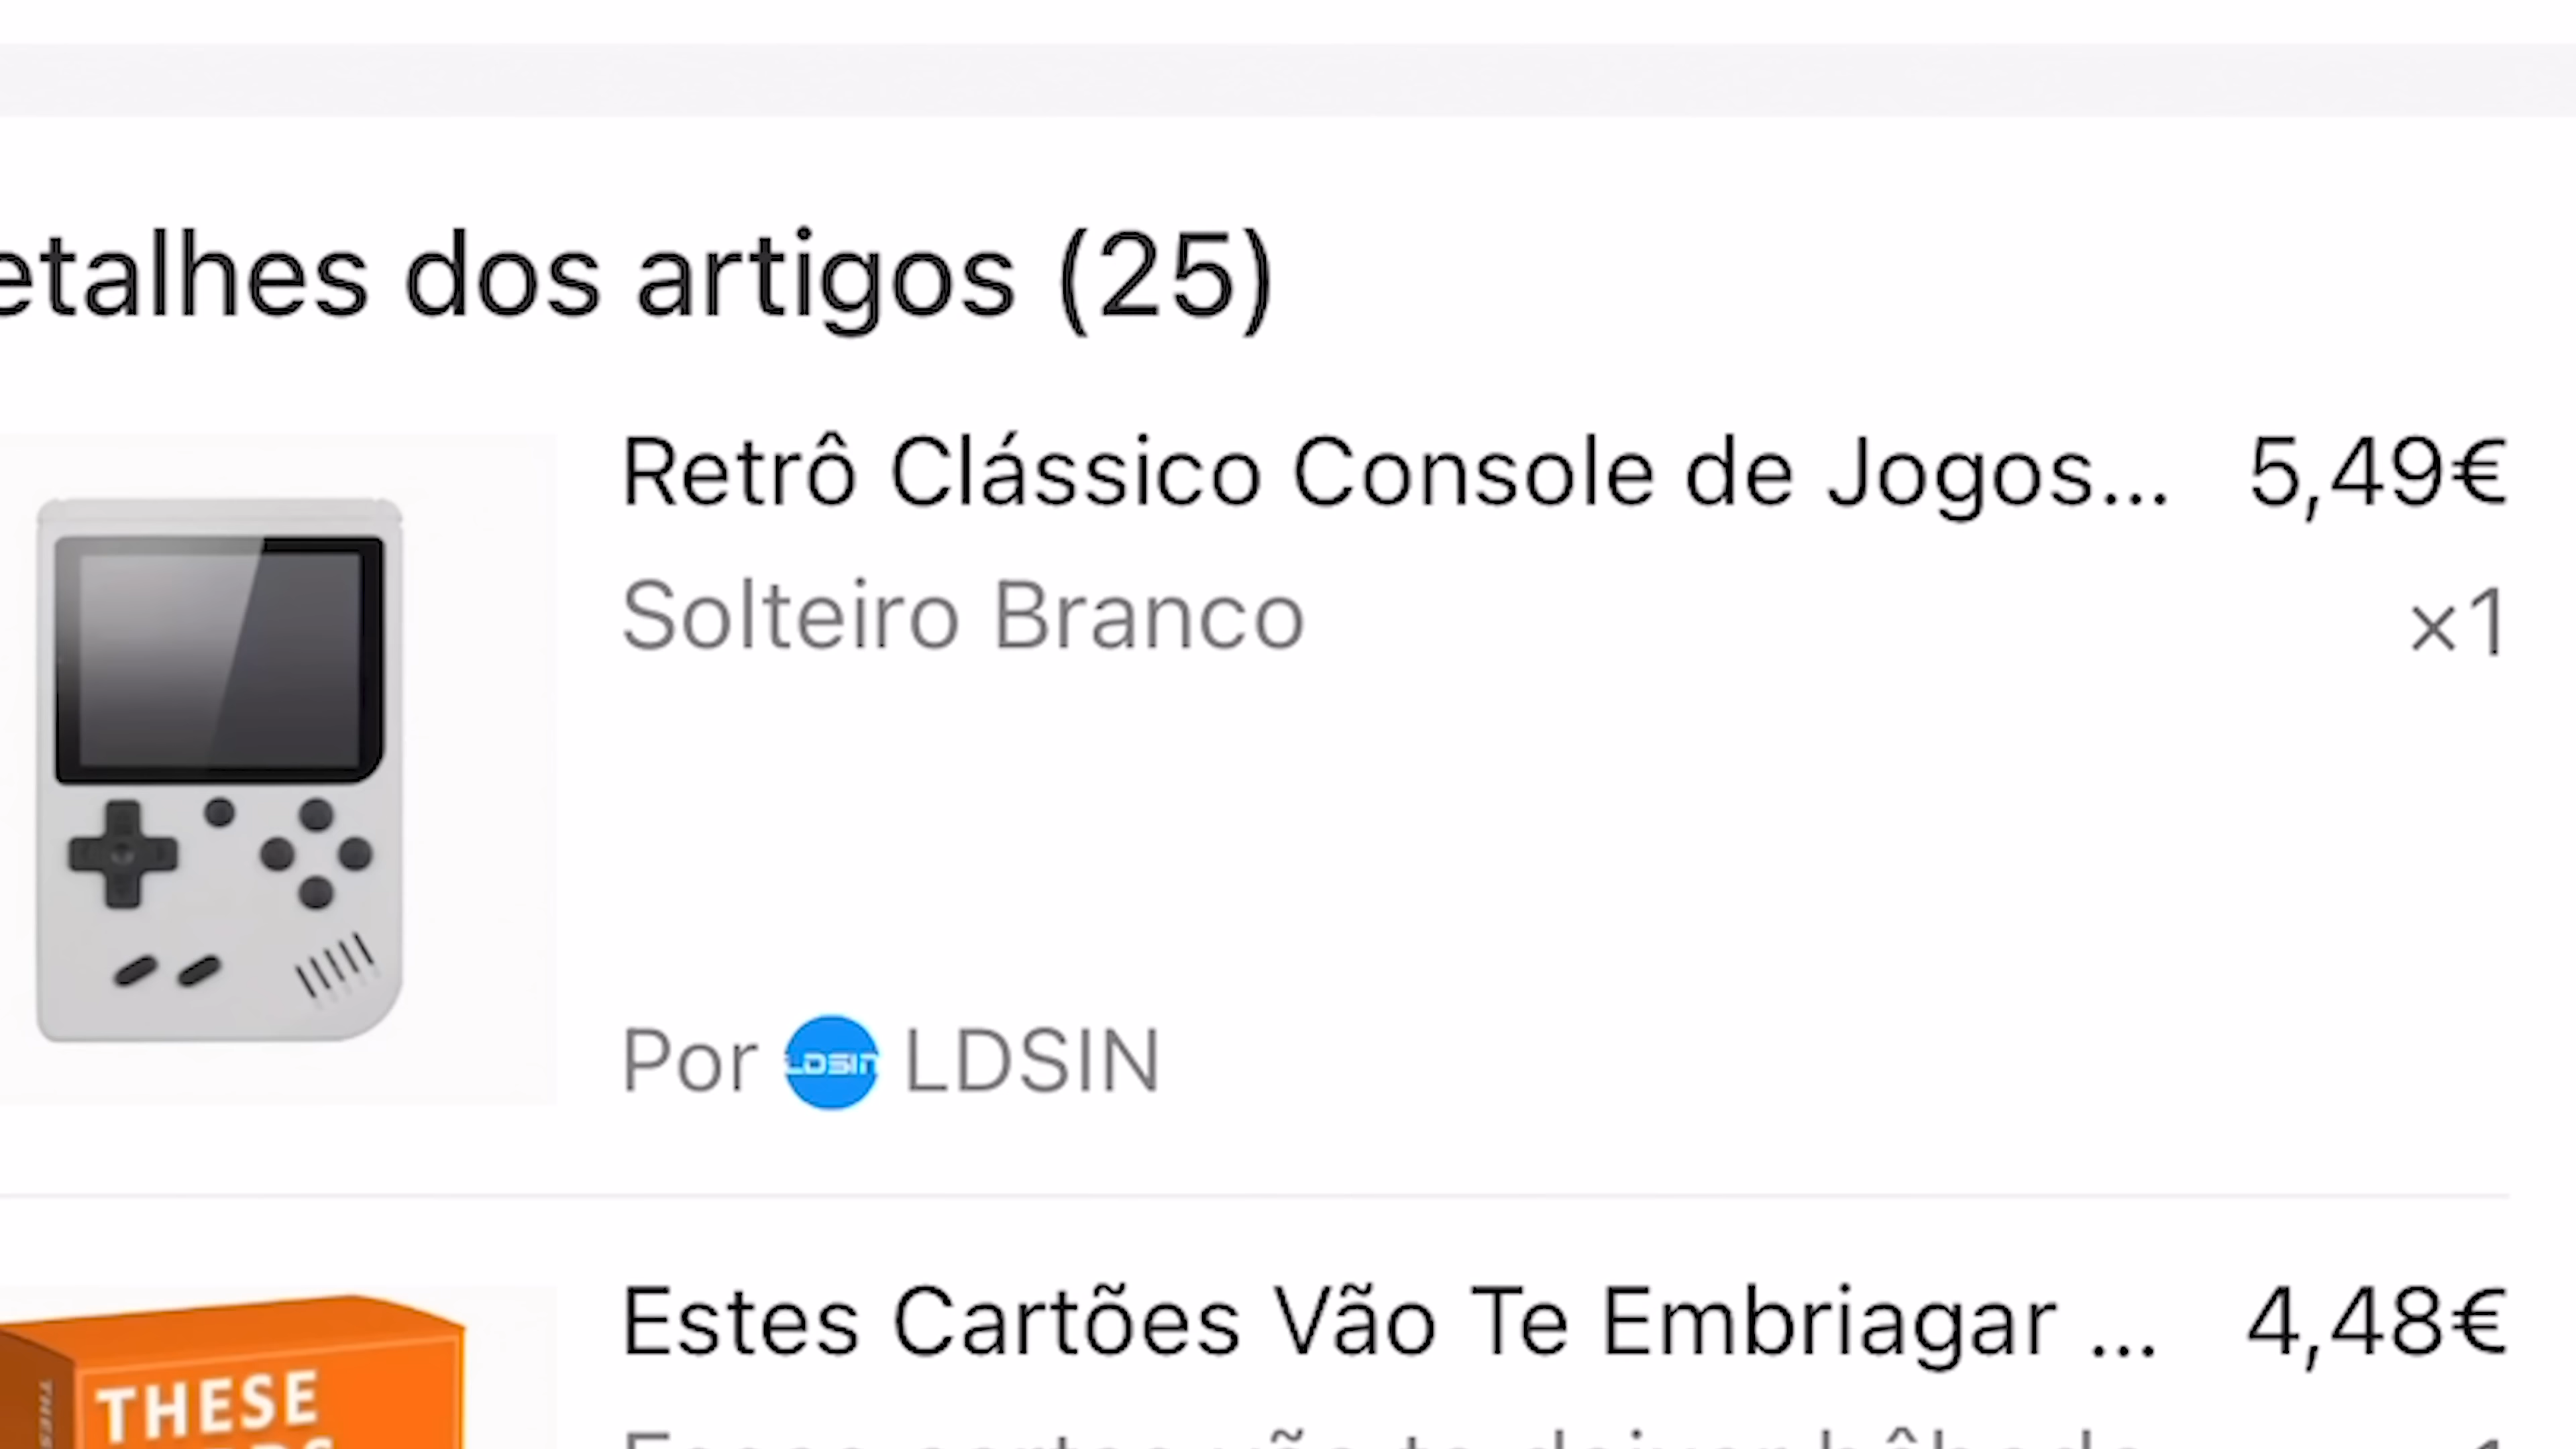 etalhes dos artigos (25)
Retrô Clássico Console de Jogos... 5,49€
Solteiro Branco ×1
Por LDSIN LDSIN
Estes Cartões Vão Te Embriagar ... 4,48€
THESE